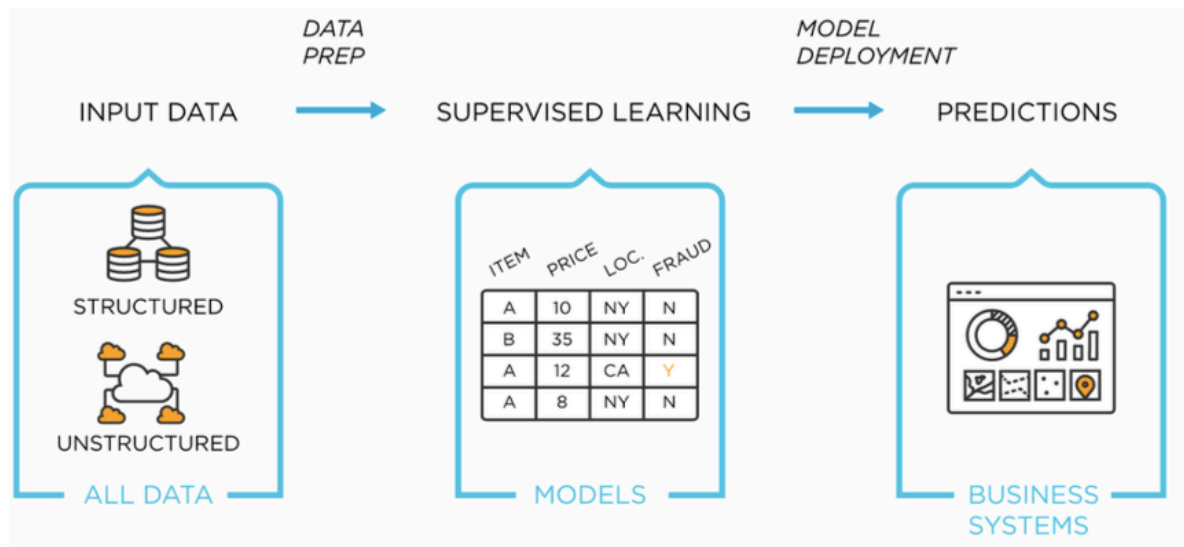 DATA
PREP
MODEL
DEPLOYMENT
INPUT DATA
SUPERVISED LEARNING
PREDICTIONS
STRUCTURED
UNSTRUCTURED
ALL DATA
ITEM PRICE LOC. FRAUD
A 10 NY N
B 35 NY N
A 12 CA Y
A 8 NY N
MODELS
BUSINESS
SYSTEMS